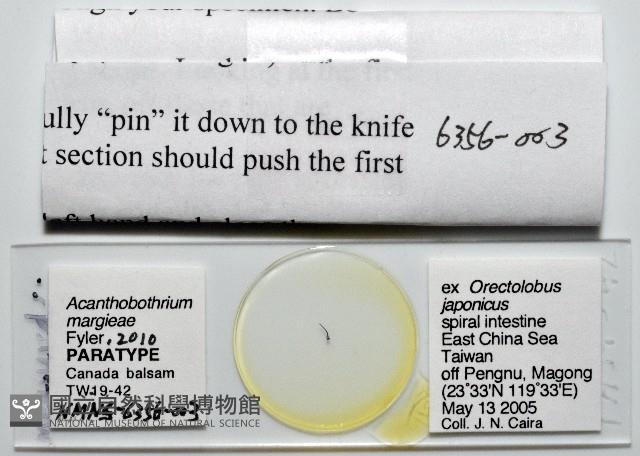 ully “pin” it down to the knife
t section should push the first
6356-003
Acanthobothrium
margieae
Fyler, 2010
PARATYPE
Canada balsam
TW19-42
NMNS-6356-003
ex Orectolobus
japonicus
spiral intestine
East China Sea
Taiwan
off Pengnu, Magong
(23°33'N 119°33'E)
May 13 2005
Coll. J. N. Caira
國立自然科學博物館
NATIONAL MUSEUM OF NATURAL SCIENCE